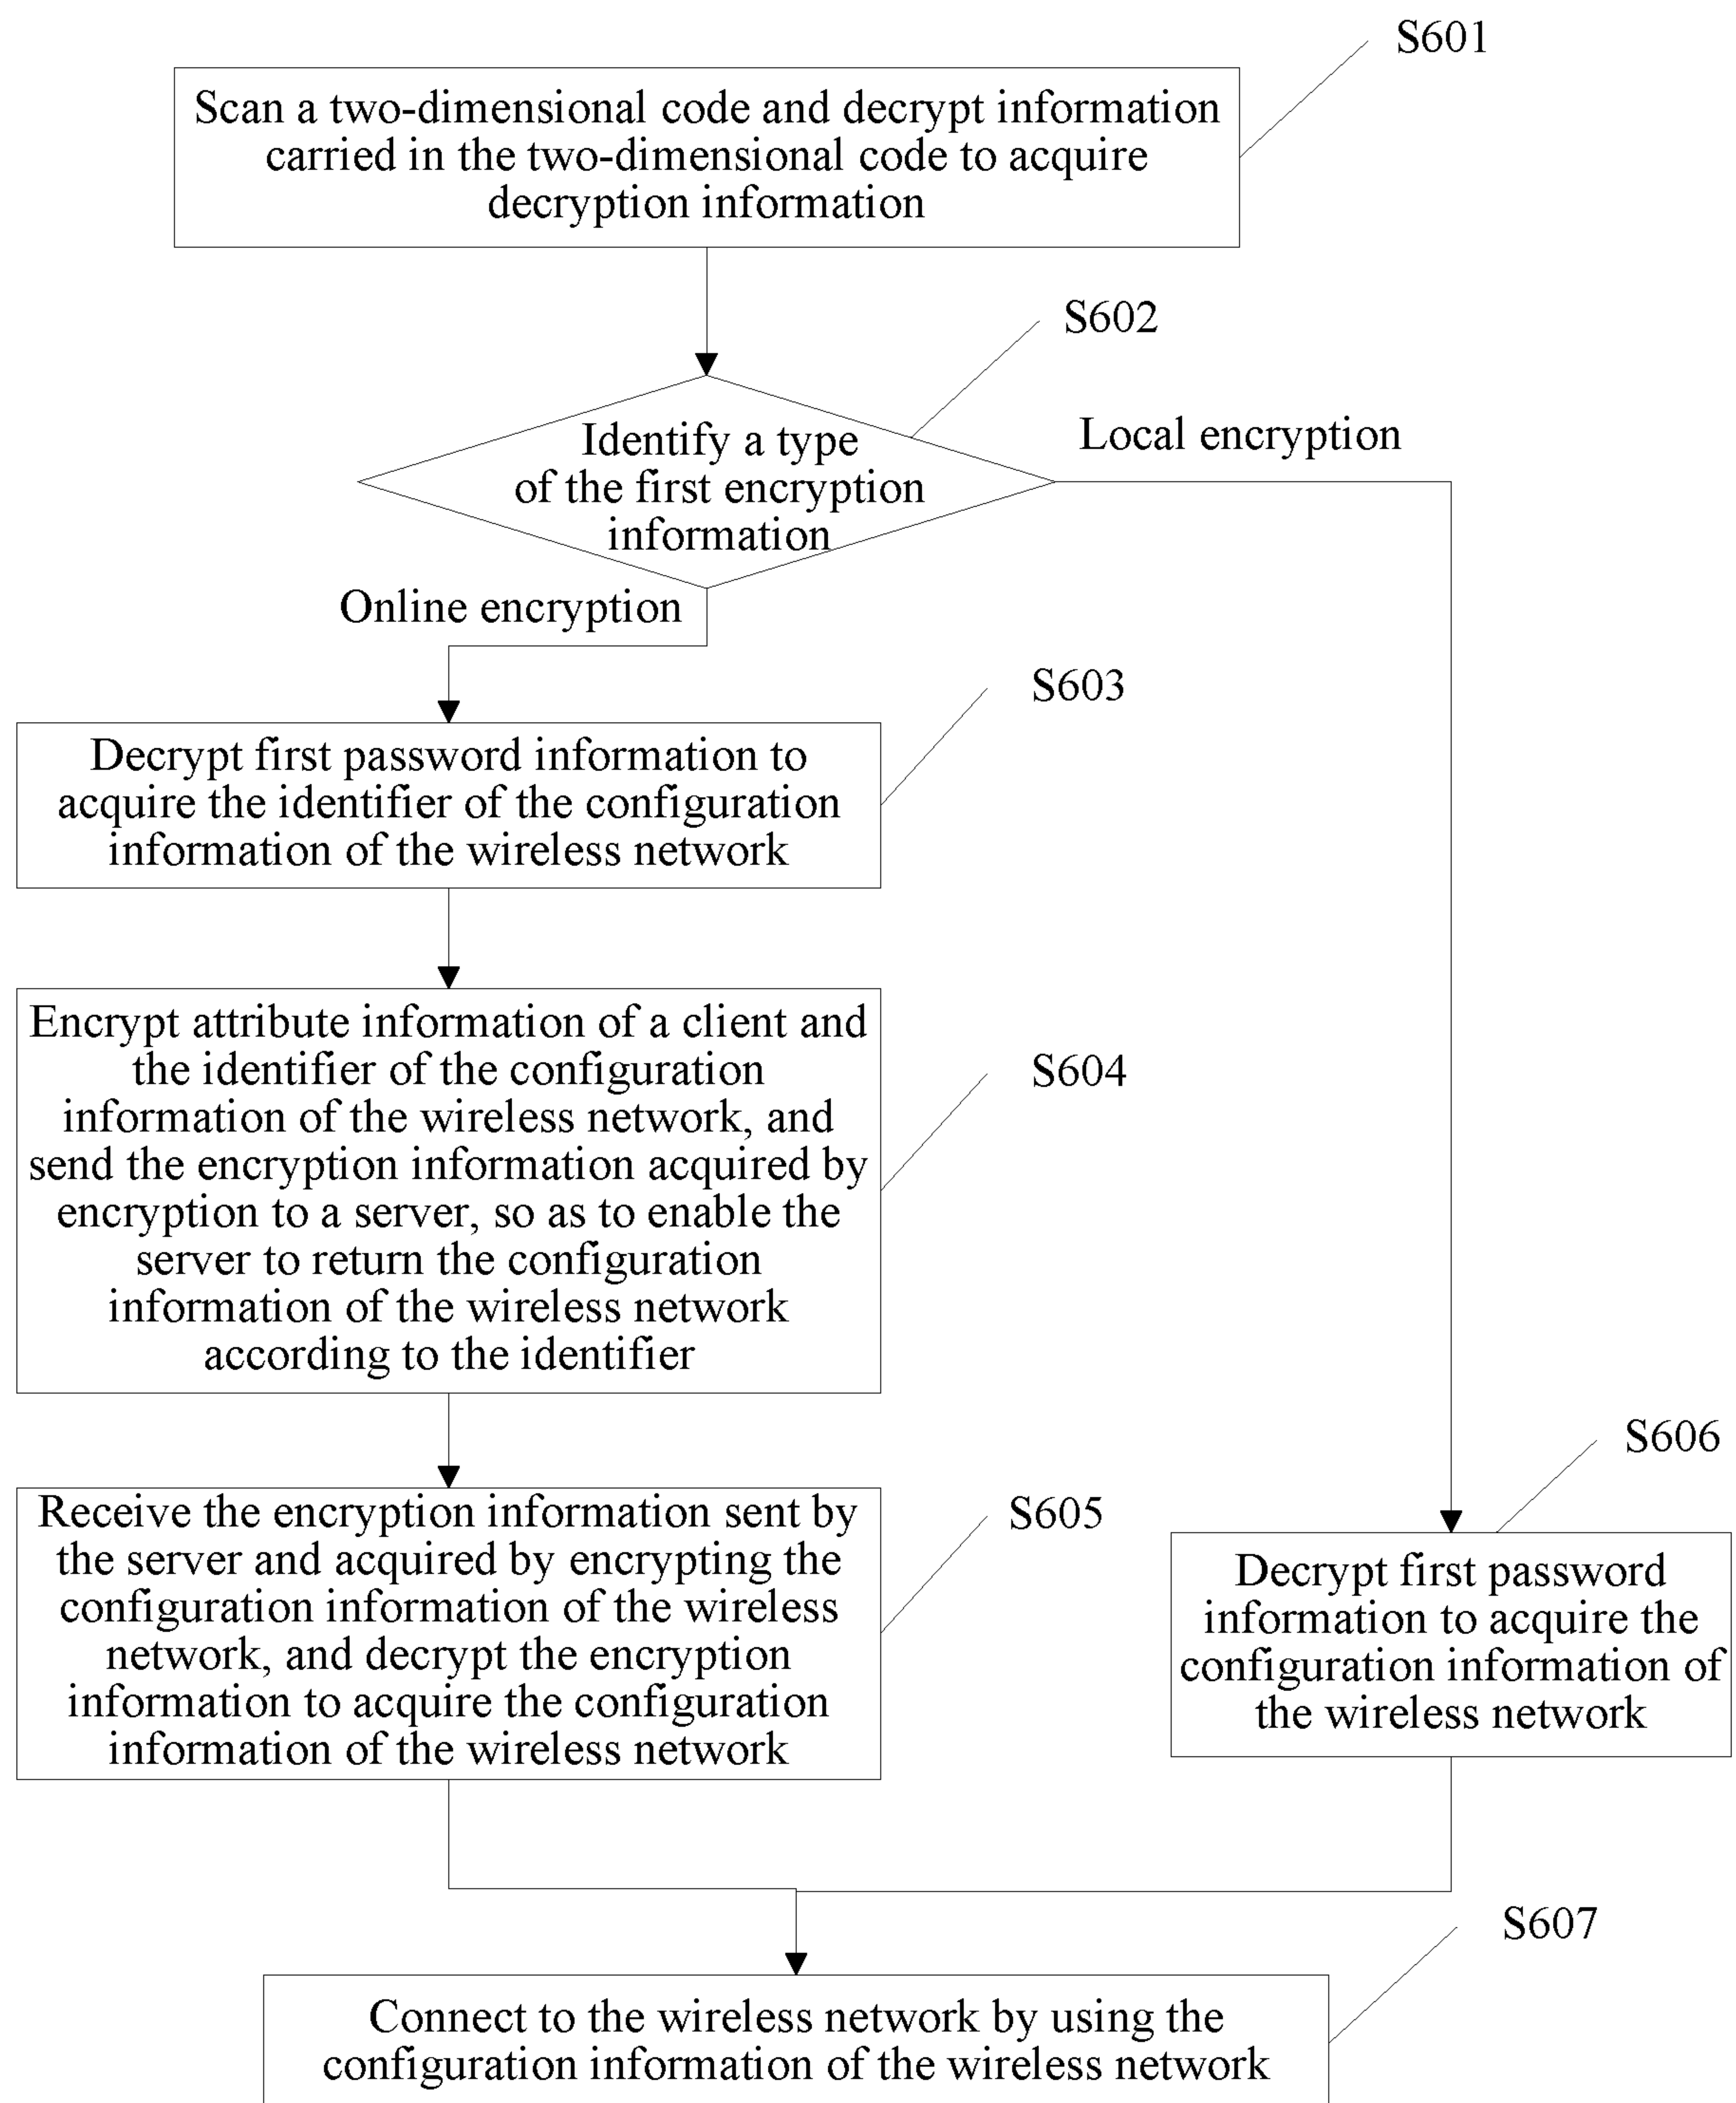 S601
Scan a two-dimensional code and decrypt information
carried in the two-dimensional code to acquire
decryption information
S602
Identify a type
of the first encryption
information
Local encryption
Online encryption
S603
Decrypt first password information to
acquire the identifier of the configuration
information of the wireless network
S604
Encrypt attribute information of a client and
the identifier of the configuration
information of the wireless network, and
send the encryption information acquired by
encryption to a server, so as to enable the
server to return the configuration
information of the wireless network
according to the identifier
S605
Receive the encryption information sent by
the server and acquired by encrypting the
configuration information of the wireless
network, and decrypt the encryption
information to acquire the configuration
information of the wireless network
S606
Decrypt first password
information to acquire the
configuration information of
the wireless network
S607
Connect to the wireless network by using the
configuration information of the wireless network